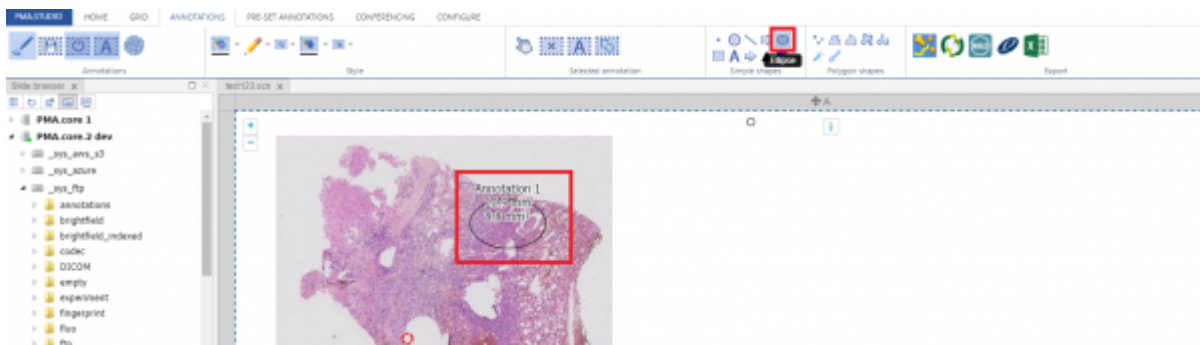 PMA.STUDIO HOME GRID ANNOTATIONS PRE-SET ANNOTATIONS CONFERENCING CONFIGURE
Ellipse
Annotations Style Selected annotation Simple shapes Polygon shapes Export
Slide browser test123.scn
A
PMA.core 1
PMA.core.2 dev
_sys_aws_s3
_sys_azure
_sys_ftp
annotations
brightfield
brightfield_indexed
codec
DICOM
empty
experiment
fingerprint
fluo
Annotation 1